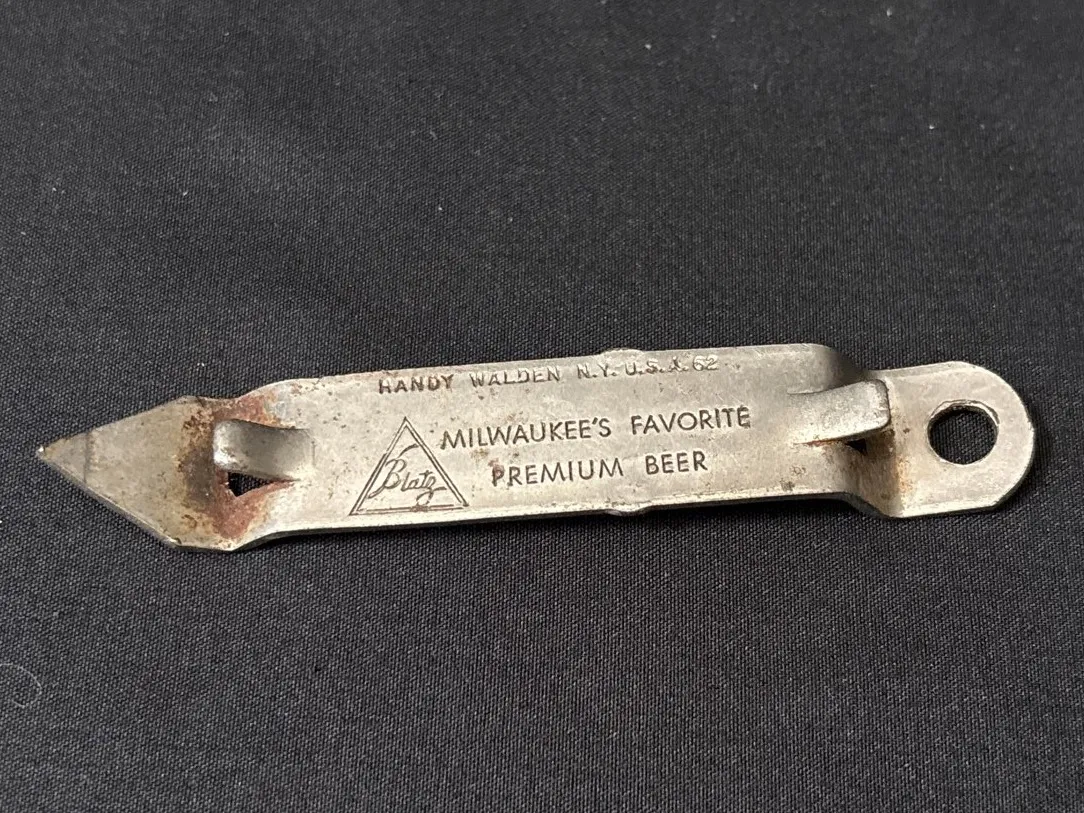 HANDY WALDEN N.Y. U.S.A. 62
MILWAUKEE'S FAVORITE
PREMIUM BEER
Blatz